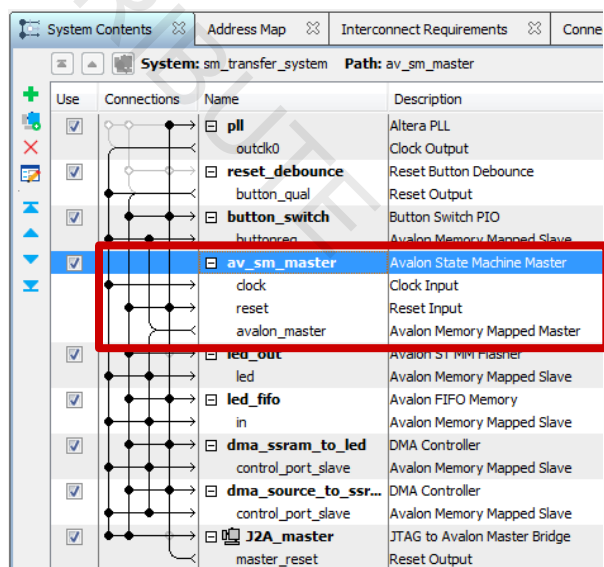 System Contents
Address Map
Interconnect Requirements
Conne
System: sm_transfer_system Path: av_sm_master
Use Connections Name Description
pll Altera PLL
outclk0 Clock Output
reset_debounce Reset Button Debounce
button_qual Reset Output
button_switch Button Switch PIO
buttonreg Avalon Memory Mapped Slave
av_sm_master Avalon State Machine Master
clock Clock Input
reset Reset Input
avalon_master Avalon Memory Mapped Master
led_out Avalon ST MM Flasher
led Avalon Memory Mapped Slave
led_fifo Avalon FIFO Memory
in Avalon Memory Mapped Slave
dma_ssram_to_led DMA Controller
control_port_slave Avalon Memory Mapped Slave
dma_source_to_ssr... DMA Controller
control_port_slave Avalon Memory Mapped Slave
J2A_master JTAG to Avalon Master Bridge
master_reset Reset Output
RIBUTE